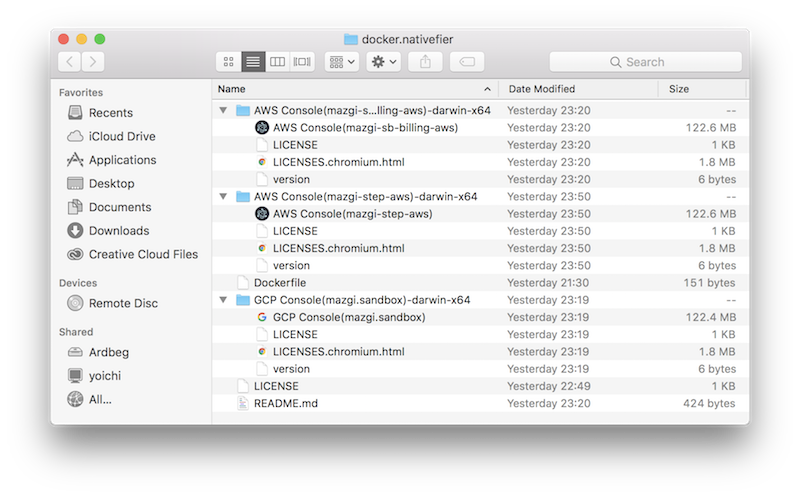 docker.nativefier
Search
Favorites
Recents
iCloud Drive
Applications
Desktop
Documents
Downloads
Creative Cloud Files
Devices
Remote Disc
Shared
Ardbeg
yoichi
All...
Name Date Modified Size
AWS Console(mazgi-s...lling-aws)-darwin-x64 Yesterday 23:20 --
AWS Console(mazgi-sb-billing-aws) Yesterday 23:20 122.6 MB
LICENSE Yesterday 23:20 1 KB
LICENSES.chromium.html Yesterday 23:20 1.8 MB
version Yesterday 23:20 6 bytes
AWS Console(mazgi-step-aws)-darwin-x64 Yesterday 23:50 --
AWS Console(mazgi-step-aws) Yesterday 23:50 122.6 MB
LICENSE Yesterday 23:50 1 KB
LICENSES.chromium.html Yesterday 23:50 1.8 MB
version Yesterday 23:50 6 bytes
Dockerfile Yesterday 21:30 151 bytes
GCP Console(mazgi.sandbox)-darwin-x64 Yesterday 23:19 --
GCP Console(mazgi.sandbox) Yesterday 23:19 122.4 MB
LICENSE Yesterday 23:19 1 KB
LICENSES.chromium.html Yesterday 23:19 1.8 MB
version Yesterday 23:19 6 bytes
LICENSE Yesterday 22:49 1 KB
README.md Yesterday 23:20 424 bytes